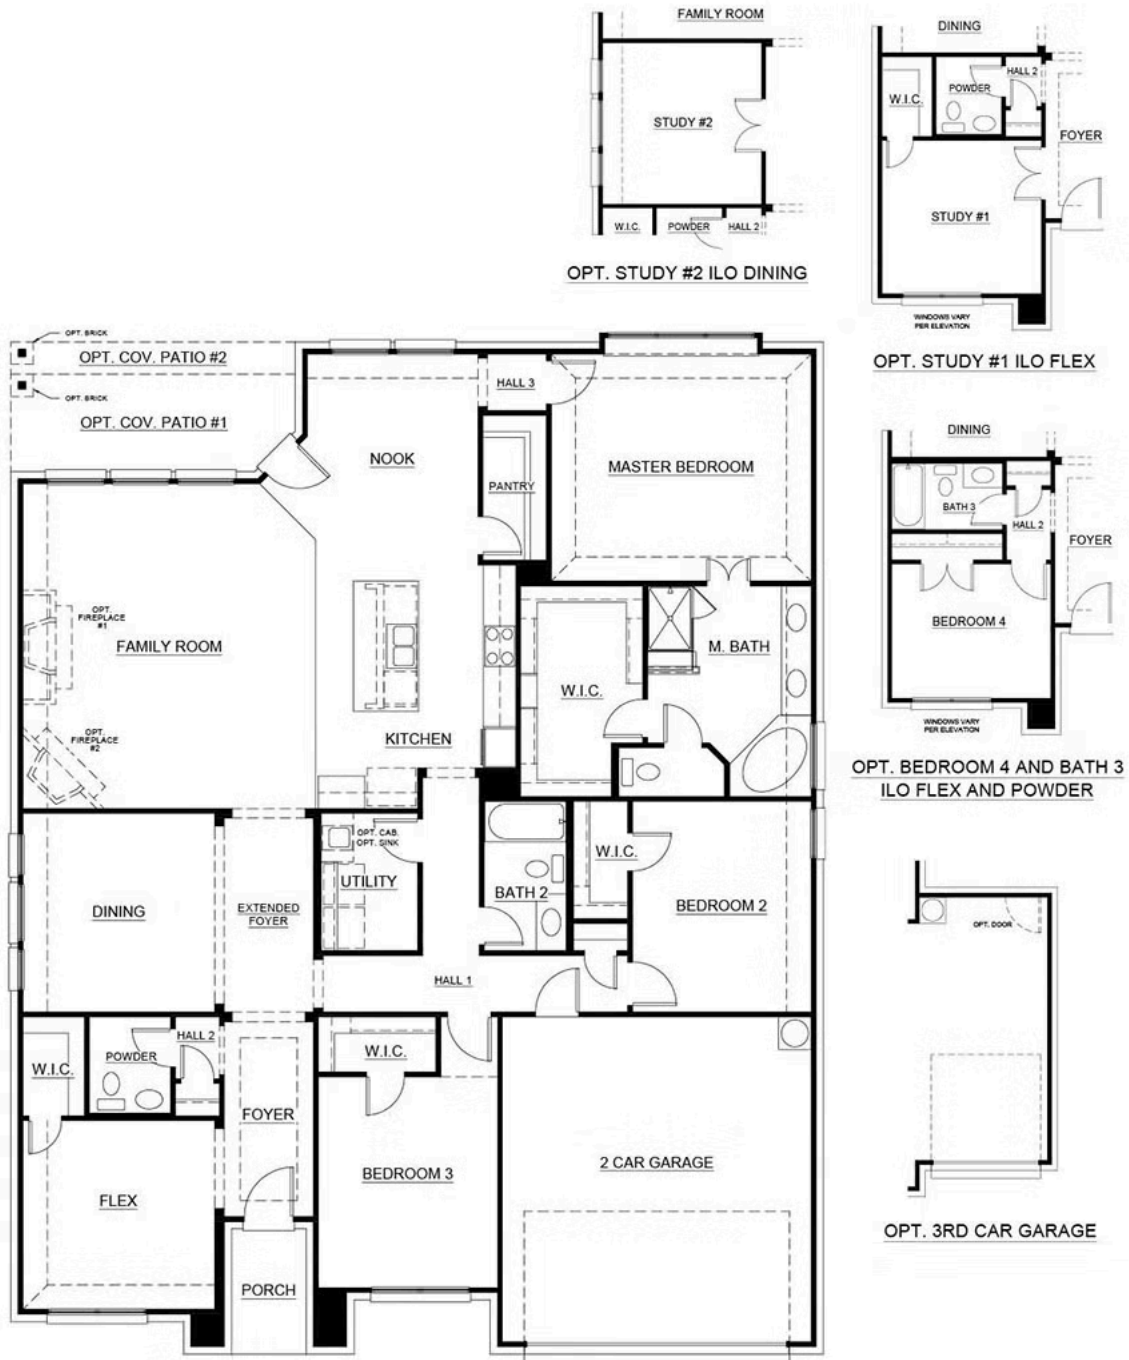 FAMILY ROOM
STUDY #2
W.I.C.
POWDER
HALL 2
OPT. STUDY #2 ILO DINING
DINING
W.I.C.
POWDER
HALL 2
FOYER
STUDY #1
WINDOWS VARY
PER ELEVATION
OPT. STUDY #1 ILO FLEX
OPT. BRICK
OPT. COV. PATIO #2
OPT. BRICK
OPT. COV. PATIO #1
HALL 3
NOOK
PANTRY
MASTER BEDROOM
OPT.
FIREPLACE
#1
FAMILY ROOM
OPT.
FIREPLACE
#2
KITCHEN
W.I.C.
M. BATH
DINING
BATH 3
HALL 2
FOYER
BEDROOM 4
WINDOWS VARY
PER ELEVATION
OPT. BEDROOM 4 AND BATH 3
ILO FLEX AND POWDER
OPT. CAB.
OPT. SINK
UTILITY
BATH 2
W.I.C.
BEDROOM 2
DINING
EXTENDED
FOYER
HALL 1
OPT. DOOR
OPT. 3RD CAR GARAGE
W.I.C.
POWDER
HALL 2
FOYER
W.I.C.
BEDROOM 3
2 CAR GARAGE
FLEX
PORCH